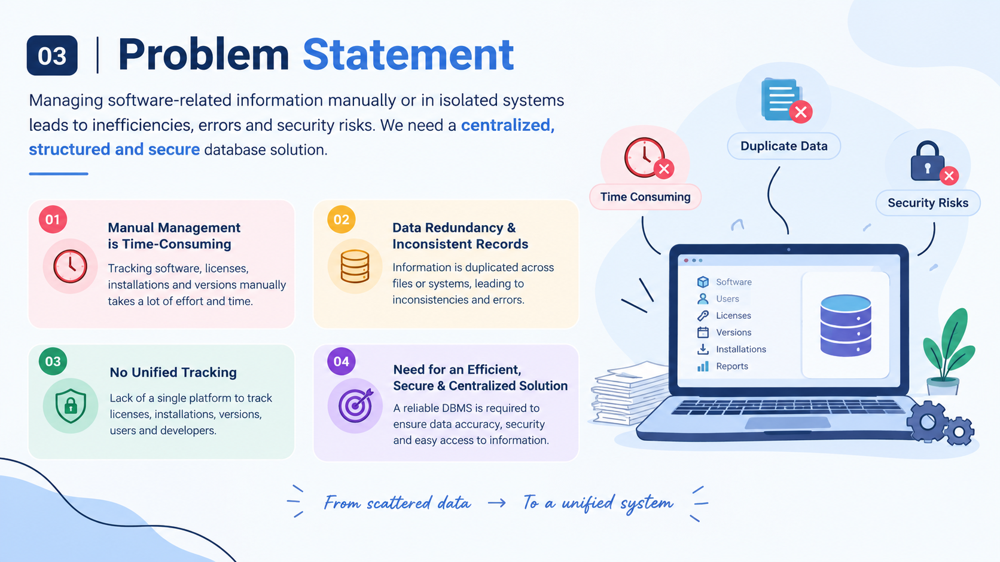 03
Problem Statement
Managing software-related information manually or in isolated systems
leads to inefficiencies, errors and security risks. We need a centralized,
structured and secure database solution.
01
Manual Management
is Time-Consuming
Tracking software, licenses,
installations and versions manually
takes a lot of effort and time.
02
Data Redundancy &
Inconsistent Records
Information is duplicated across
files or systems, leading to
inconsistencies and errors.
03
No Unified Tracking
Lack of a single platform to track
licenses, installations, versions,
users and developers.
04
Need for an Efficient,
Secure & Centralized Solution
A reliable DBMS is required to
ensure data accuracy, security
and easy access to information.
Time Consuming
Duplicate Data
Security Risks
Software
Users
Licenses
Versions
Installations
Reports
From scattered data → To a unified system